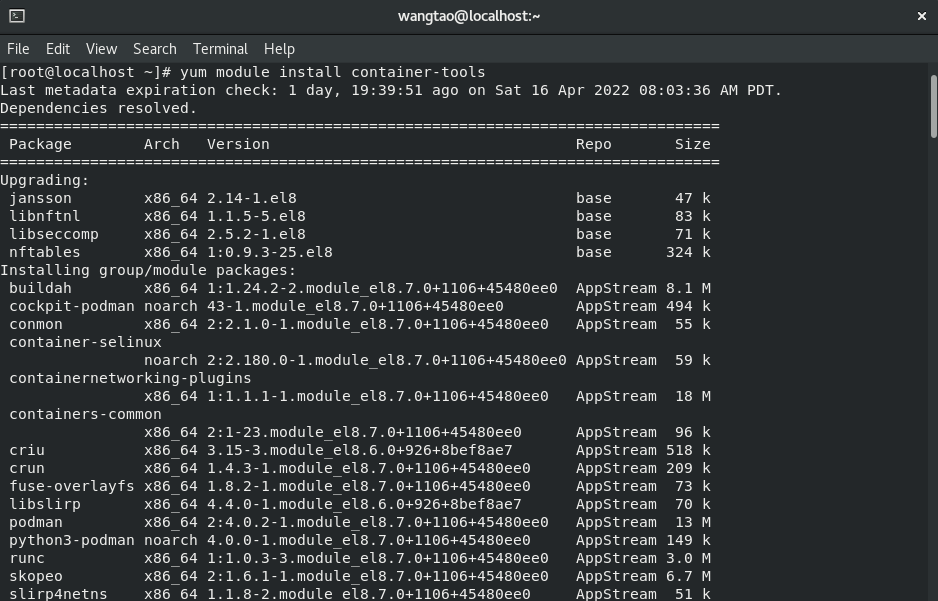 wangtao@localhost:~
File Edit View Search Terminal Help
[root@localhost ~]# yum module install container-tools
Last metadata expiration check: 1 day, 19:39:51 ago on Sat 16 Apr 2022 08:03:36 AM PDT.
Dependencies resolved.
================================================================================
 Package        Arch   Version                                  Repo       Size
================================================================================
Upgrading:
 jansson        x86_64 2.14-1.el8                               base       47 k
 libnftnl       x86_64 1.1.5-5.el8                              base       83 k
 libseccomp     x86_64 2.5.2-1.el8                              base       71 k
 nftables       x86_64 1:0.9.3-25.el8                           base      324 k
Installing group/module packages:
 buildah        x86_64 1:1.24.2-2.module_el8.7.0+1106+45480ee0  AppStream 8.1 M
 cockpit-podman noarch 43-1.module_el8.7.0+1106+45480ee0        AppStream 494 k
 conmon         x86_64 2:2.1.0-1.module_el8.7.0+1106+45480ee0   AppStream  55 k
 container-selinux
                noarch 2:2.180.0-1.module_el8.7.0+1106+45480ee0 AppStream  59 k
 containernetworking-plugins
                x86_64 1:1.1.1-1.module_el8.7.0+1106+45480ee0   AppStream  18 M
 containers-common
                x86_64 2:1-23.module_el8.7.0+1106+45480ee0      AppStream  96 k
 criu           x86_64 3.15-3.module_el8.6.0+926+8bef8ae7       AppStream 518 k
 crun           x86_64 1.4.3-1.module_el8.7.0+1106+45480ee0     AppStream 209 k
 fuse-overlayfs x86_64 1.8.2-1.module_el8.7.0+1106+45480ee0     AppStream  73 k
 libslirp       x86_64 4.4.0-1.module_el8.6.0+926+8bef8ae7      AppStream  70 k
 podman         x86_64 2:4.0.2-1.module_el8.7.0+1106+45480ee0   AppStream  13 M
 python3-podman noarch 4.0.0-1.module_el8.7.0+1106+45480ee0     AppStream 149 k
 runc           x86_64 1:1.0.3-3.module_el8.7.0+1106+45480ee0   AppStream 3.0 M
 skopeo         x86_64 2:1.6.1-1.module_el8.7.0+1106+45480ee0   AppStream 6.7 M
 slirp4netns    x86_64 1.1.8-2.module_el8.7.0+1106+45480ee0     AppStream  51 k